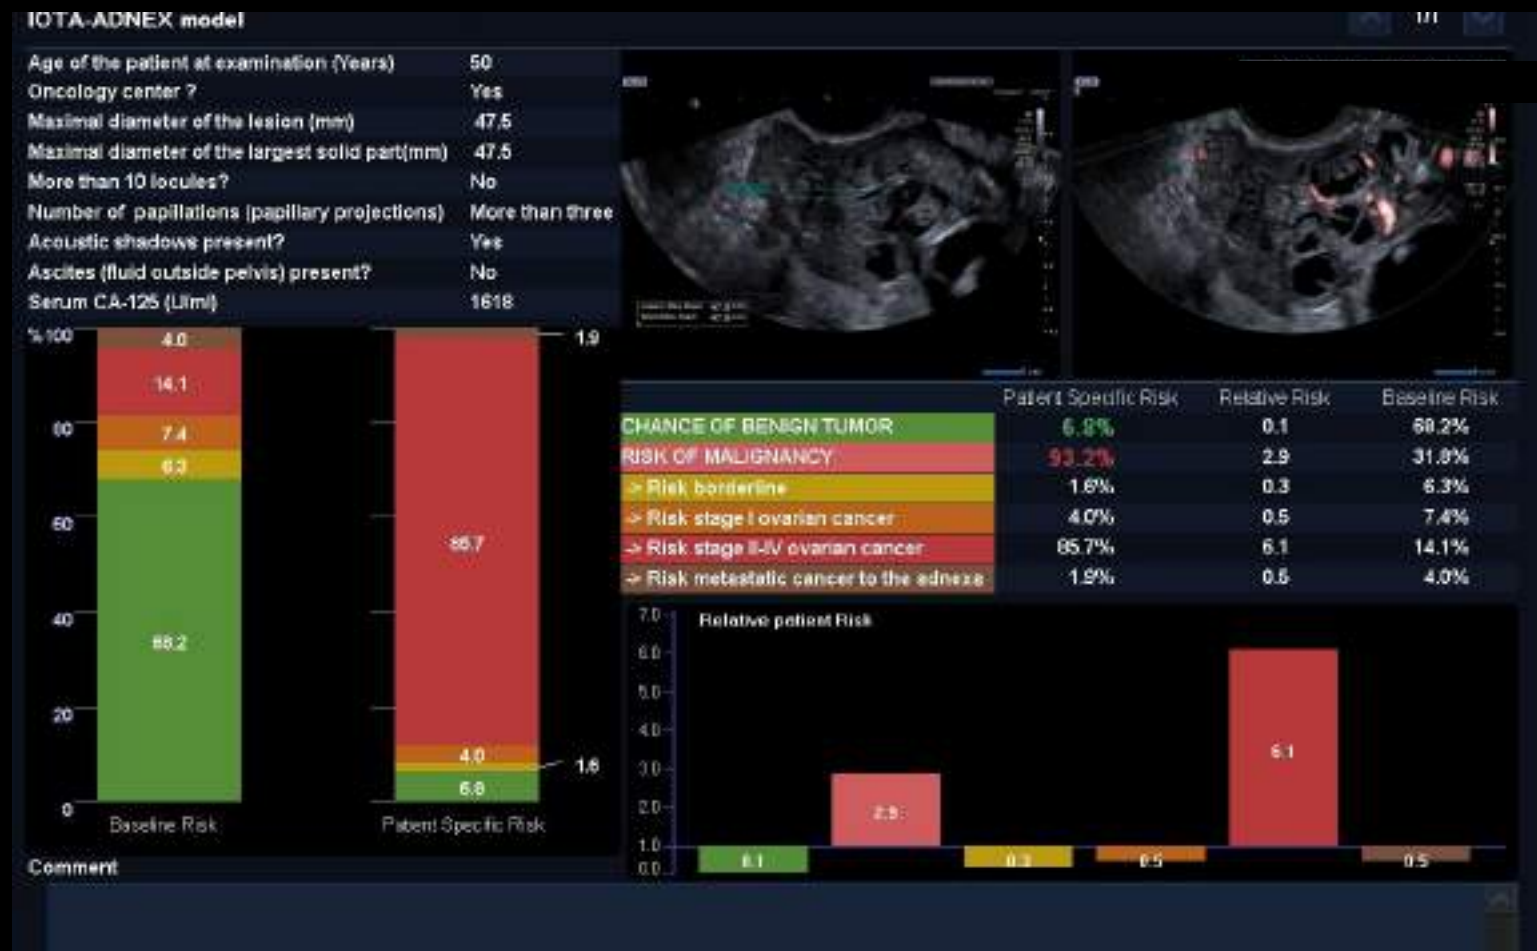 IOTA-ADNEX model
1/1
Age of the patient at examination (Years) 50
Oncology center ? Yes
Maximal diameter of the lesion (mm) 47.5
Maximal diameter of the largest solid part(mm) 47.5
More than 10 locules? No
Number of papillations (papillary projections) More than three
Acoustic shadows present? Yes
Ascites (fluid outside pelvis) present? No
Serum CA-125 (U/ml) 1618
% 100
80
60
40
20
0
4.0
14.1
7.4
6.3
68.2
Baseline Risk
1.9
85.7
4.0
1.6
6.8
Patient Specific Risk
Patient Specific Risk Relative Risk Baseline Risk
CHANCE OF BENIGN TUMOR 6.8% 0.1 68.2%
RISK OF MALIGNANCY 93.2% 2.9 31.8%
-> Risk borderline 1.6% 0.3 6.3%
-> Risk stage I ovarian cancer 4.0% 0.5 7.4%
-> Risk stage II-IV ovarian cancer 85.7% 6.1 14.1%
-> Risk metastatic cancer to the adnexa 1.9% 0.5 4.0%
Relative patient Risk
7.0
6.0
5.0
4.0
3.0
2.0
1.0
0.0
0.1
2.9
0.3
0.5
6.1
0.5
Comment